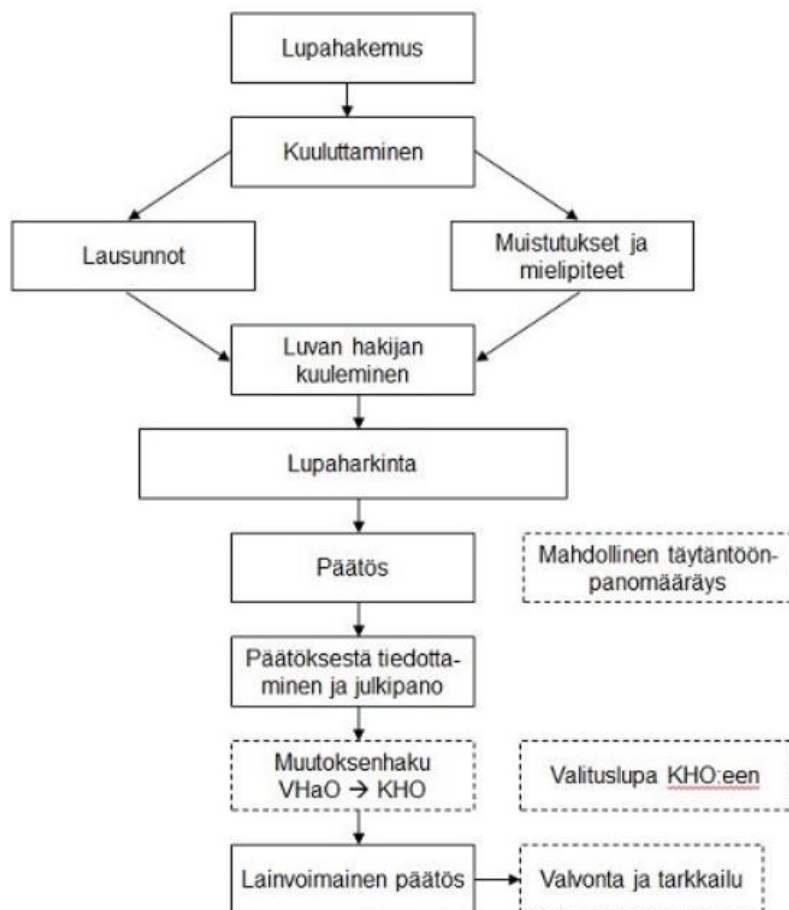 Lupahakemus
Kuuluttaminen
Lausunnot
Muistutukset ja
mielipiteet
Luvan hakijan
kuuleminen
Lupaharkinta
Päätös
Mahdollinen täytäntöön-
panomääräys
Päätöksestä tiedotta-
minen ja julkipano
Muutoksenhaku
VHaO → KHO
Valituslupa KHO:een
Lainvoimainen päätös
Valvonta ja tarkkailu